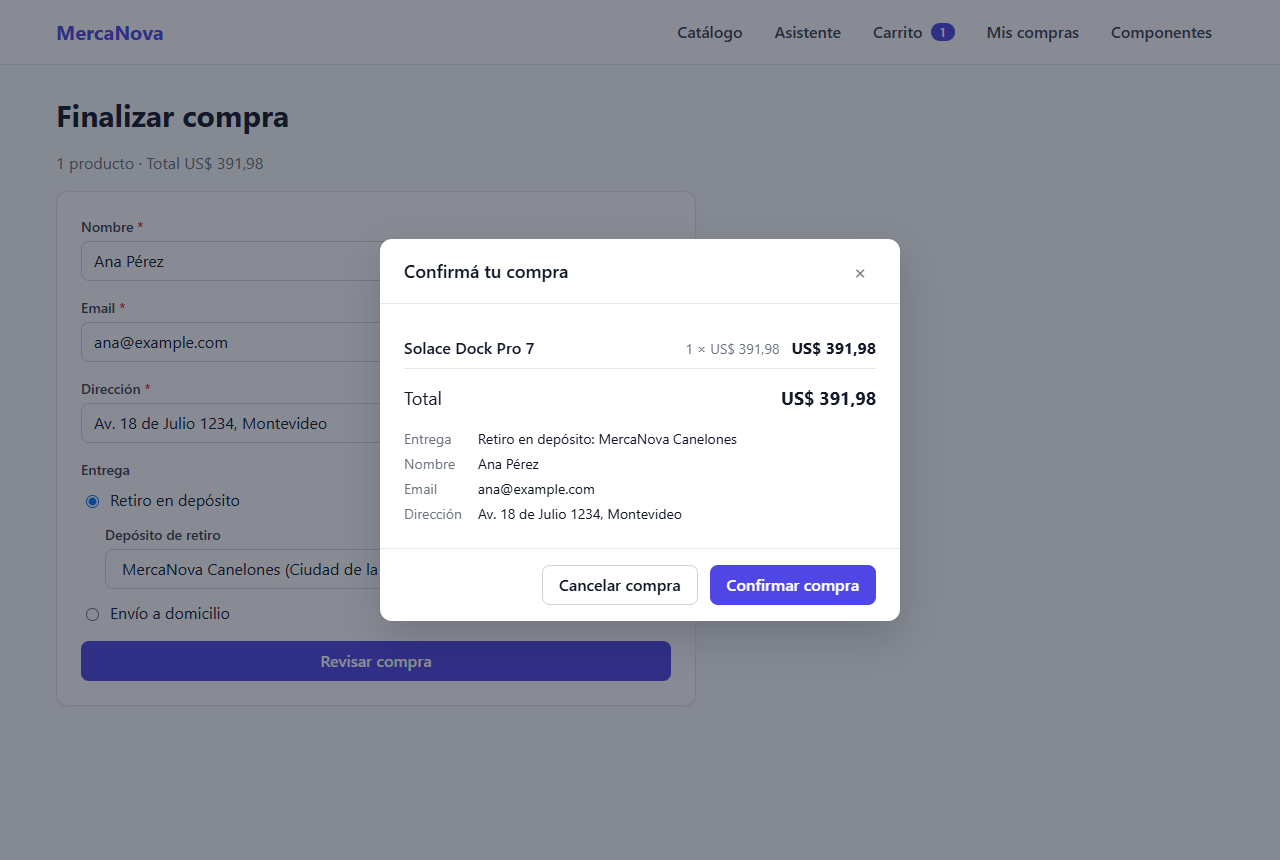 MercaNova
Catálogo Asistente Carrito 1 Mis compras Componentes
Finalizar compra
1 producto · Total US$ 391,98
Nombre *
Ana Pérez
Email *
ana@example.com
Dirección *
Av. 18 de Julio 1234, Montevideo
Entrega
Retiro en depósito
Depósito de retiro
MercaNova Canelones (Ciudad de la
Envío a domicilio
Revisar compra
Confirmá tu compra
×
Solace Dock Pro 7 1 × US$ 391,98 US$ 391,98
Total US$ 391,98
Entrega Retiro en depósito: MercaNova Canelones
Nombre Ana Pérez
Email ana@example.com
Dirección Av. 18 de Julio 1234, Montevideo
Cancelar compra Confirmar compra